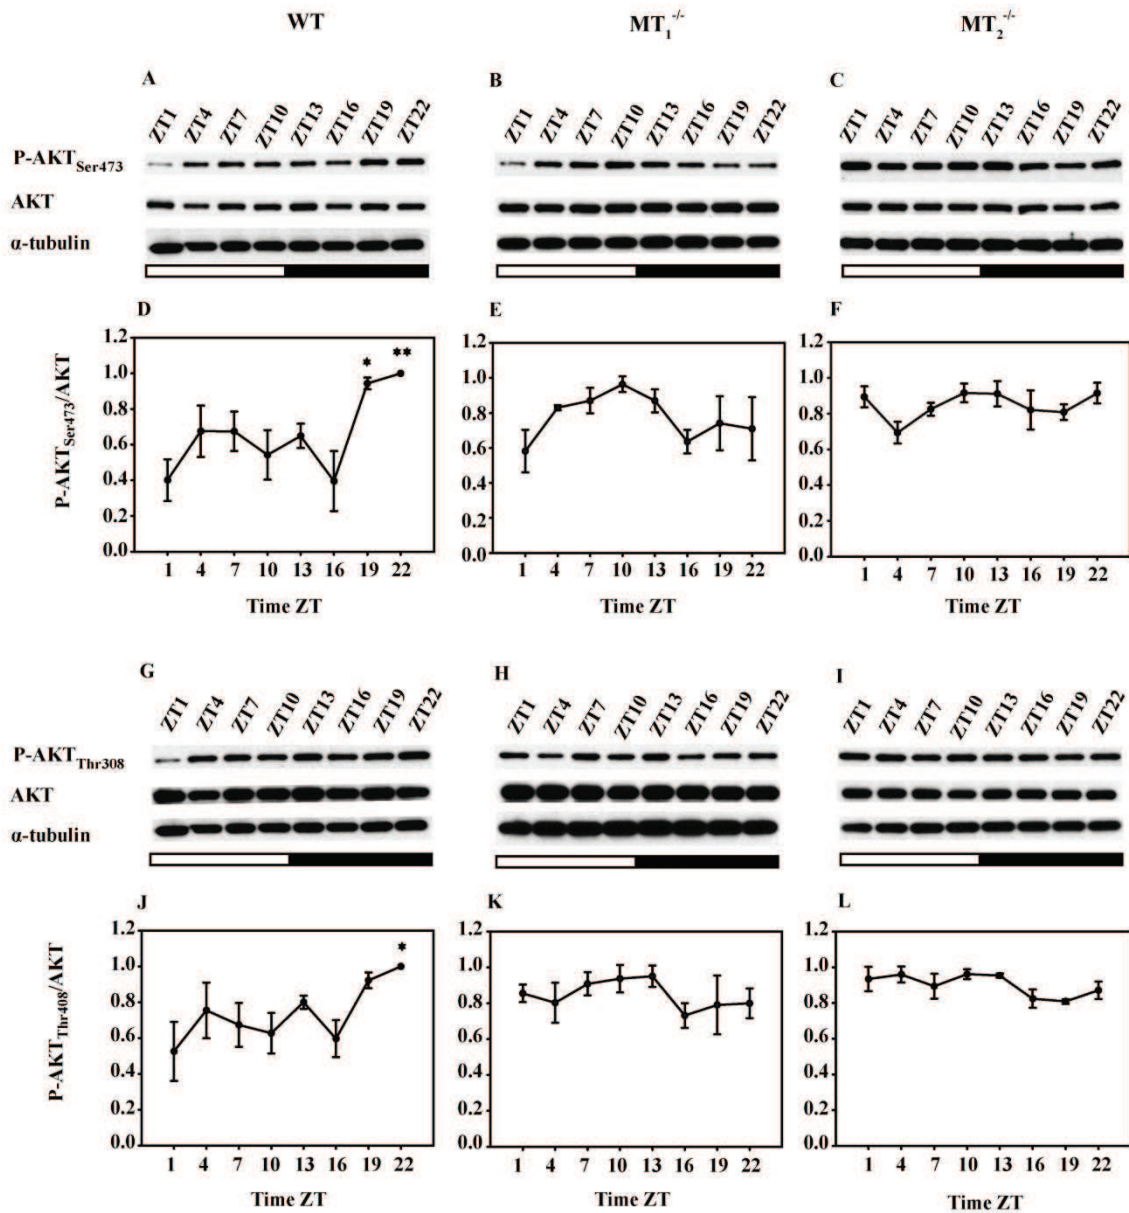 WT MT₁⁻/⁻ MT₂⁻/⁻
A B C
ZT1 ZT4 ZT7 ZT10 ZT13 ZT16 ZT19 ZT22 ZT1 ZT4 ZT7 ZT10 ZT13 ZT16 ZT19 ZT22 ZT1 ZT4 ZT7 ZT10 ZT13 ZT16 ZT19 ZT22
P-AKTSer473
AKT
α-tubulin
D E F
P-AKTSer473/AKT
1.2 1.2 1.2
1.0 * ** 1.0 1.0
0.8 0.8 0.8
0.6 0.6 0.6
0.4 0.4 0.4
0.2 0.2 0.2
0.0 0.0 0.0
1 4 7 10 13 16 19 22 1 4 7 10 13 16 19 22 1 4 7 10 13 16 19 22
Time ZT Time ZT Time ZT
G H I
ZT1 ZT4 ZT7 ZT10 ZT13 ZT16 ZT19 ZT22 ZT1 ZT4 ZT7 ZT10 ZT13 ZT16 ZT19 ZT22 ZT1 ZT4 ZT7 ZT10 ZT13 ZT16 ZT19 ZT22
P-AKTThr308
AKT
α-tubulin
J K L
P-AKTThr408/AKT
1.2 1.2 1.2
1.0 * 1.0 1.0
0.8 0.8 0.8
0.6 0.6 0.6
0.4 0.4 0.4
0.2 0.2 0.2
0.0 0.0 0.0
1 4 7 10 13 16 19 22 1 4 7 10 13 16 19 22 1 4 7 10 13 16 19 22
Time ZT Time ZT Time ZT